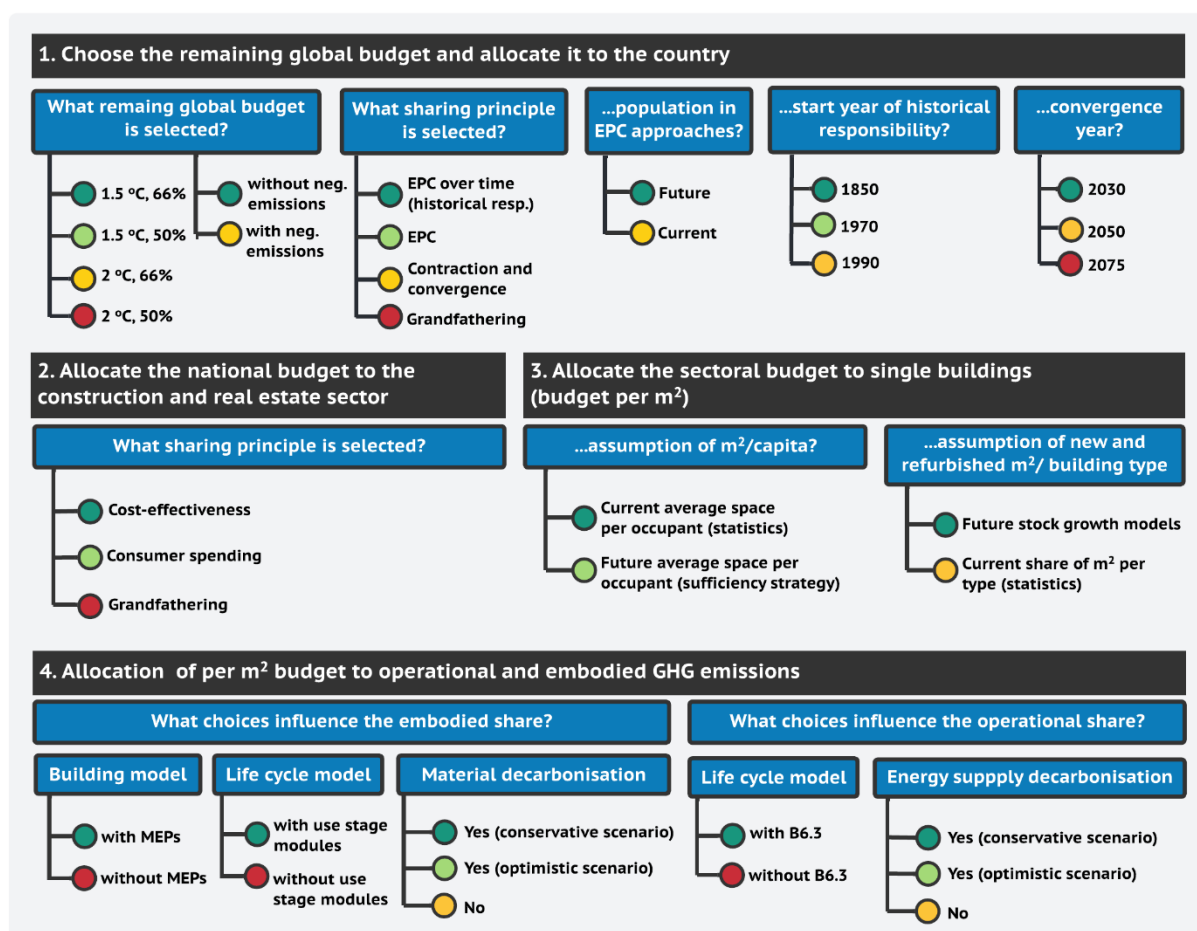 1. Choose the remaining global budget and allocate it to the country
What remaing global budget
is selected?
1.5 ºC, 66%
1.5 ºC, 50%
2 ºC, 66%
2 ºC, 50%
without neg.
emissions
with neg.
emissions
What sharing principle
is selected?
EPC over time
(historical resp.)
EPC
Contraction and
convergence
Grandfathering
...population in
EPC approaches?
Future
Current
...start year of historical
responsibility?
1850
1970
1990
...convergence
year?
2030
2050
2075
2. Allocate the national budget to the
construction and real estate sector
What sharing principle is selected?
Cost-effectiveness
Consumer spending
Grandfathering
3. Allocate the sectoral budget to single buildings
(budget per m²)
...assumption of m²/capita?
Current average space
per occupant (statistics)
Future average space per
occupant (sufficiency strategy)
...assumption of new and
refurbished m²/ building type
Future stock growth models
Current share of m² per
type (statistics)
4. Allocation  of per m² budget to operational and embodied GHG emissions
What choices influence the embodied share?
Building model
with MEPs
without MEPs
Life cycle model
with use stage
modules
without use
stage modules
Material decarbonisation
Yes (conservative scenario)
Yes (optimistic scenario)
No
What choices influence the operational share?
Life cycle model
with B6.3
without B6.3
Energy suppply decarbonisation
Yes (conservative scenario)
Yes (optimistic scenario)
No